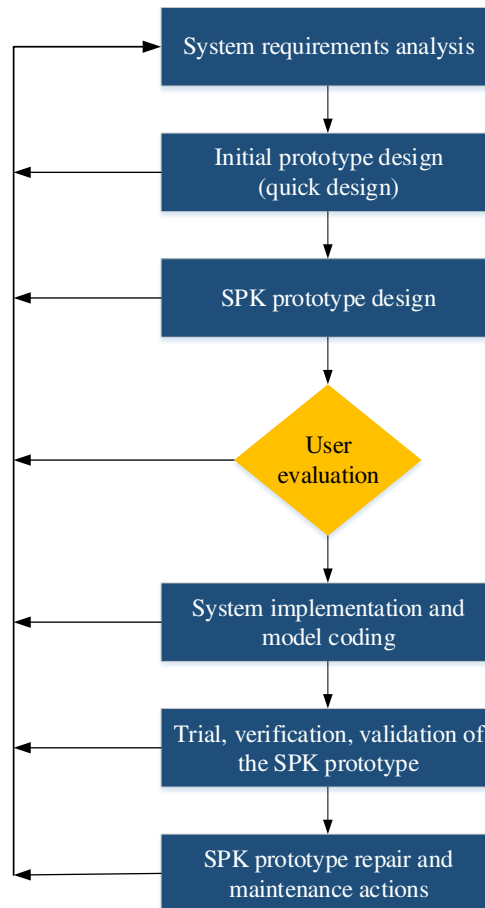 System requirements analysis
Initial prototype design
(quick design)
SPK prototype design
User
evaluation
System implementation and
model coding
Trial, verification, validation of
the SPK prototype
SPK prototype repair and
maintenance actions